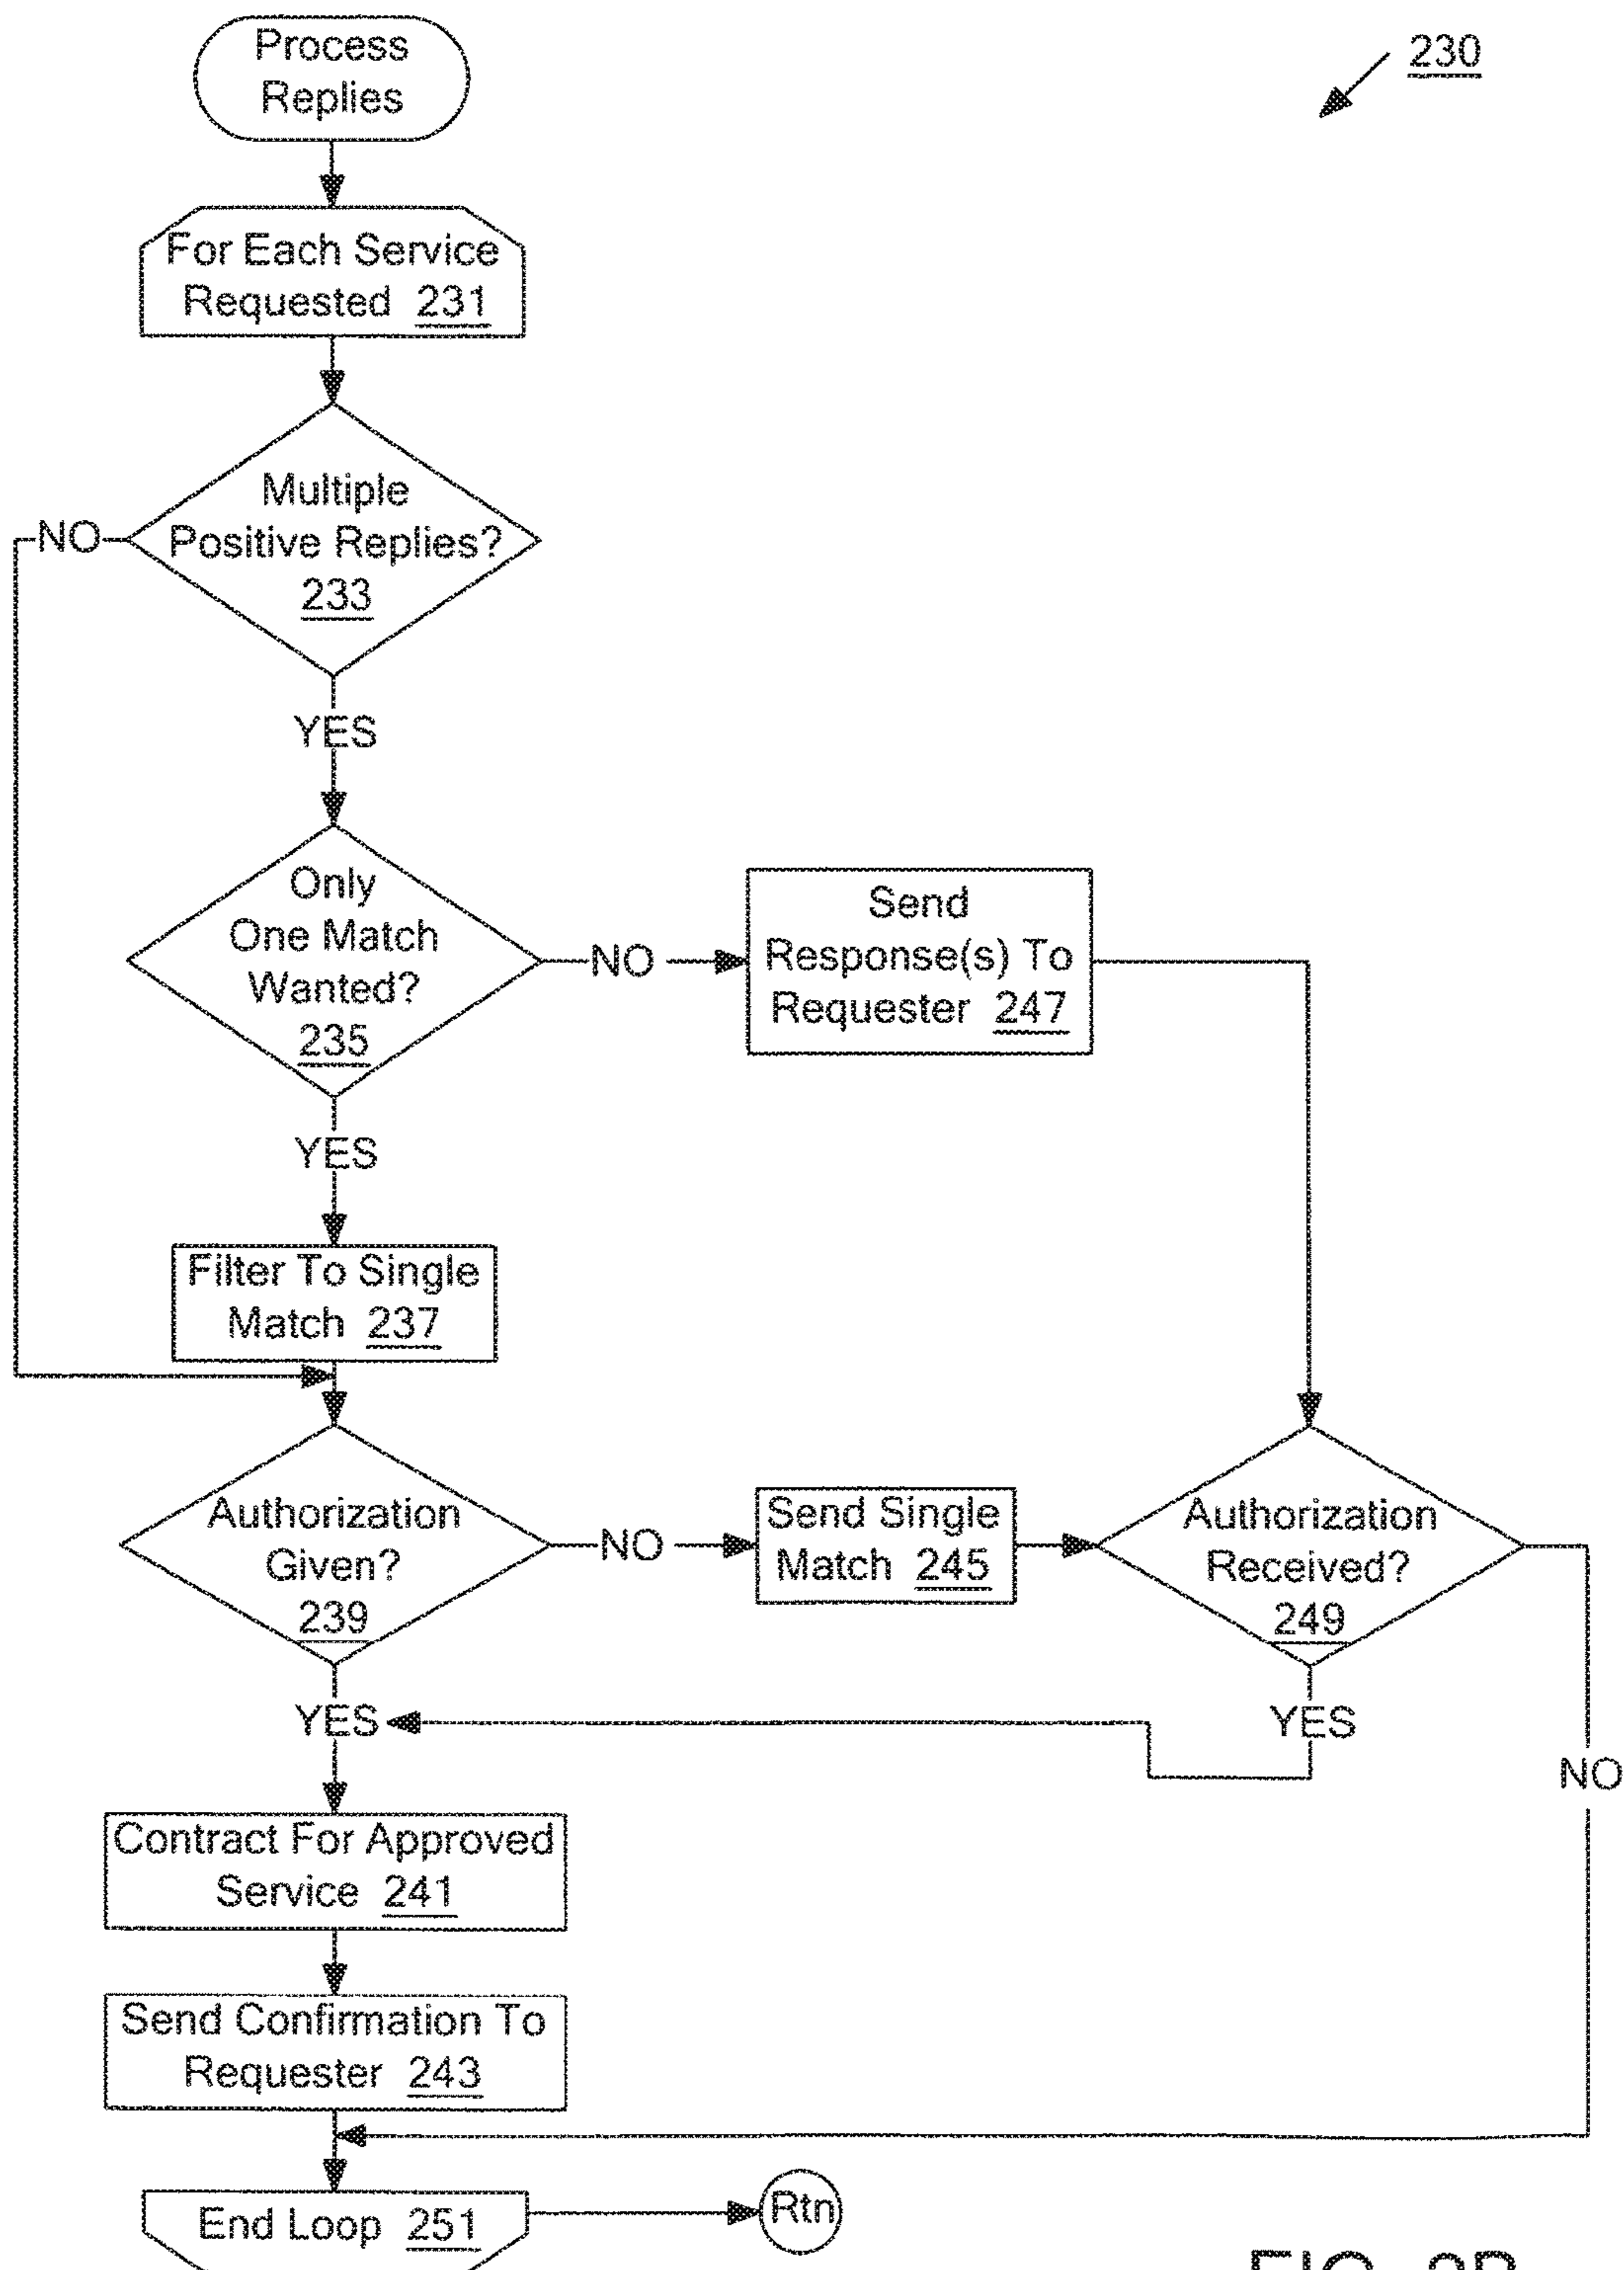 Process
Replies
230
For Each Service
Requested 231
Multiple
Positive Replies?
233
NO
YES
Only
One Match
Wanted?
235
NO
Send
Response(s) To
Requester 247
YES
Filter To Single
Match 237
Authorization
Given?
239
NO
Send Single
Match 245
Authorization
Received?
249
YES
YES
NO
Contract For Approved
Service 241
Send Confirmation To
Requester 243
End Loop 251
Rtn